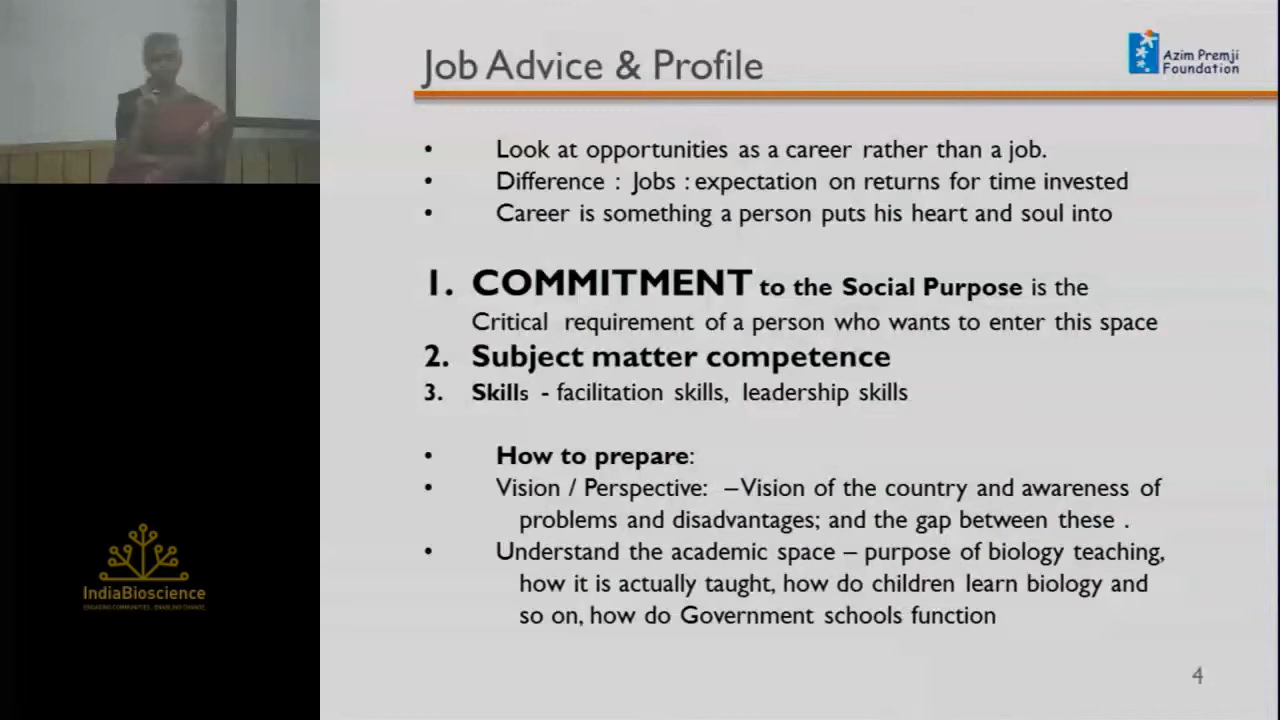 Job Advice & Profile
Azim Premji
Foundation
• Look at opportunities as a career rather than a job.
• Difference : Jobs : expectation on returns for time invested
• Career is something a person puts his heart and soul into
1. COMMITMENT to the Social Purpose is the
Critical requirement of a person who wants to enter this space
2. Subject matter competence
3. Skills - facilitation skills, leadership skills
• How to prepare:
• Vision / Perspective: – Vision of the country and awareness of
problems and disadvantages; and the gap between these .
• Understand the academic space – purpose of biology teaching,
how it is actually taught, how do children learn biology and
so on, how do Government schools function
4
IndiaBioscience
ENGAGING COMMUNITIES . ENABLING CHANGE.